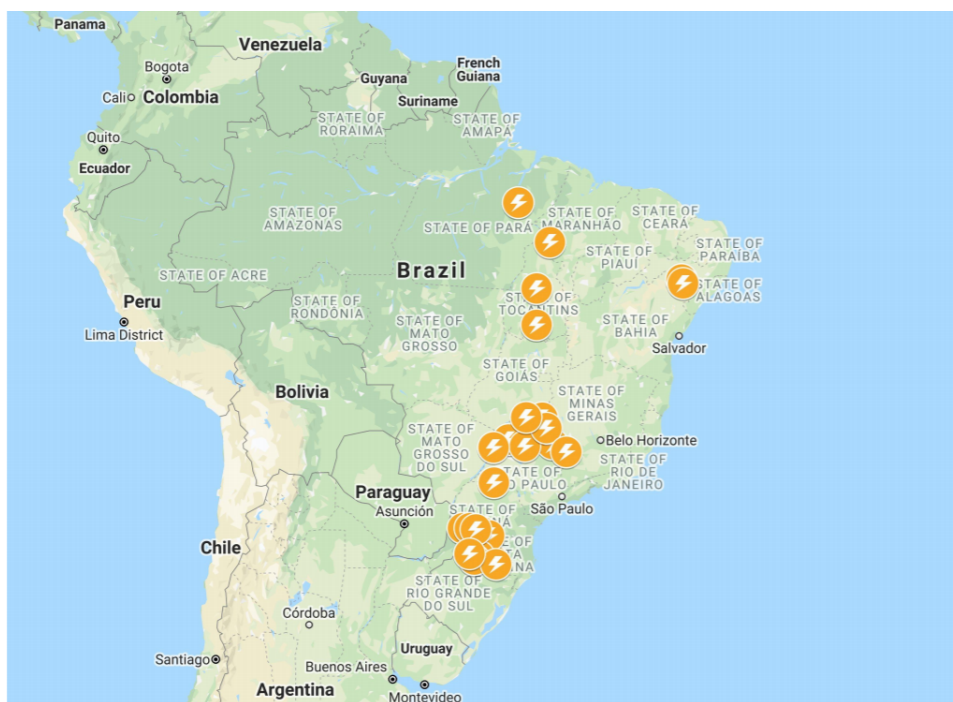 Panama
Venezuela
Bogota
Cali
Colombia
Guyana
French
Guiana
Suriname
STATE OF
RORAIMA
STATE OF
AMAPÁ
Quito
Ecuador
STATE OF
AMAZONAS
STATE OF PARÁ
STATE OF
MARANHÃO
STATE OF
CEARÁ
STATE OF
PARAÍBA
STATE OF
PIAUÍ
Brazil
STATE OF ACRE
STATE OF
ALAGOAS
Peru
Lima District
STATE OF
RONDÔNIA
STATE OF
TOCANTINS
STATE OF
MATO
GROSSO
STATE OF
BAHIA
Salvador
STATE OF
GOIÁS
Bolivia
STATE OF
MINAS
GERAIS
STATE OF
MATO
GROSSO
DO SUL
Belo Horizonte
STATE OF
RIO DE
JANEIRO
PAULO
São Paulo
Paraguay
Asunción
STATE OF
Chile
STATE OF
RIO GRANDE
DO SUL
Córdoba
Uruguay
Santiago
Buenos Aires
Argentina
Montevideo